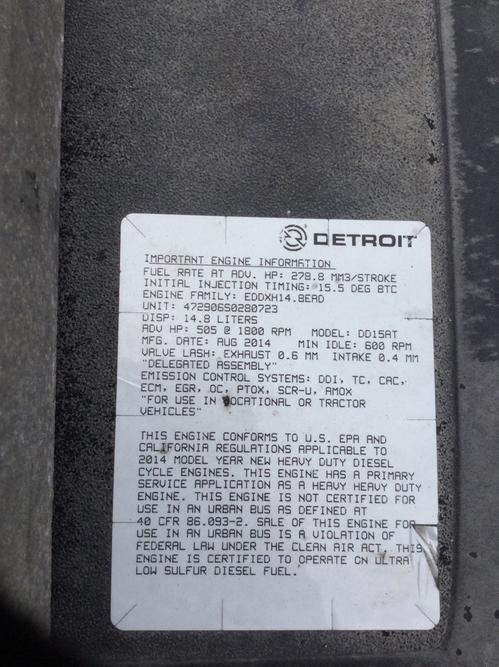 DETROIT
IMPORTANT ENGINE INFORMATION
FUEL RATE AT ADV. HP: 278.8 MM3/STROKE
INITIAL INJECTION TIMING: 15.5 DEG BTC
ENGINE FAMILY: EDDXH14.8EAD
UNIT: 472906S0280723
DISP: 14.8 LITERS
ADV HP: 505 @ 1800 RPM MODEL: DD15AT
MFG. DATE: AUG 2014 MIN IDLE: 600 RPM
VALVE LASH: EXHAUST 0.6 MM INTAKE 0.4 MM
"DELEGATED ASSEMBLY"
EMISSION CONTROL SYSTEMS: DDI, TC, CAC,
ECM, EGR, OC, PTOX, SCR-U, AMOX
"FOR USE IN VOCATIONAL OR TRACTOR
VEHICLES"
THIS ENGINE CONFORMS TO U.S. EPA AND
CALIFORNIA REGULATIONS APPLICABLE TO
2014 MODEL YEAR NEW HEAVY DUTY DIESEL
CYCLE ENGINES. THIS ENGINE HAS A PRIMARY
SERVICE APPLICATION AS A HEAVY HEAVY DUTY
ENGINE. THIS ENGINE IS NOT CERTIFIED FOR
USE IN AN URBAN BUS AS DEFINED AT
40 CFR 86.093-2. SALE OF THIS ENGINE FOR
USE IN AN URBAN BUS IS A VIOLATION OF
FEDERAL LAW UNDER THE CLEAN AIR ACT. THIS
ENGINE IS CERTIFIED TO OPERATE ON ULTRA
LOW SULFUR DIESEL FUEL.